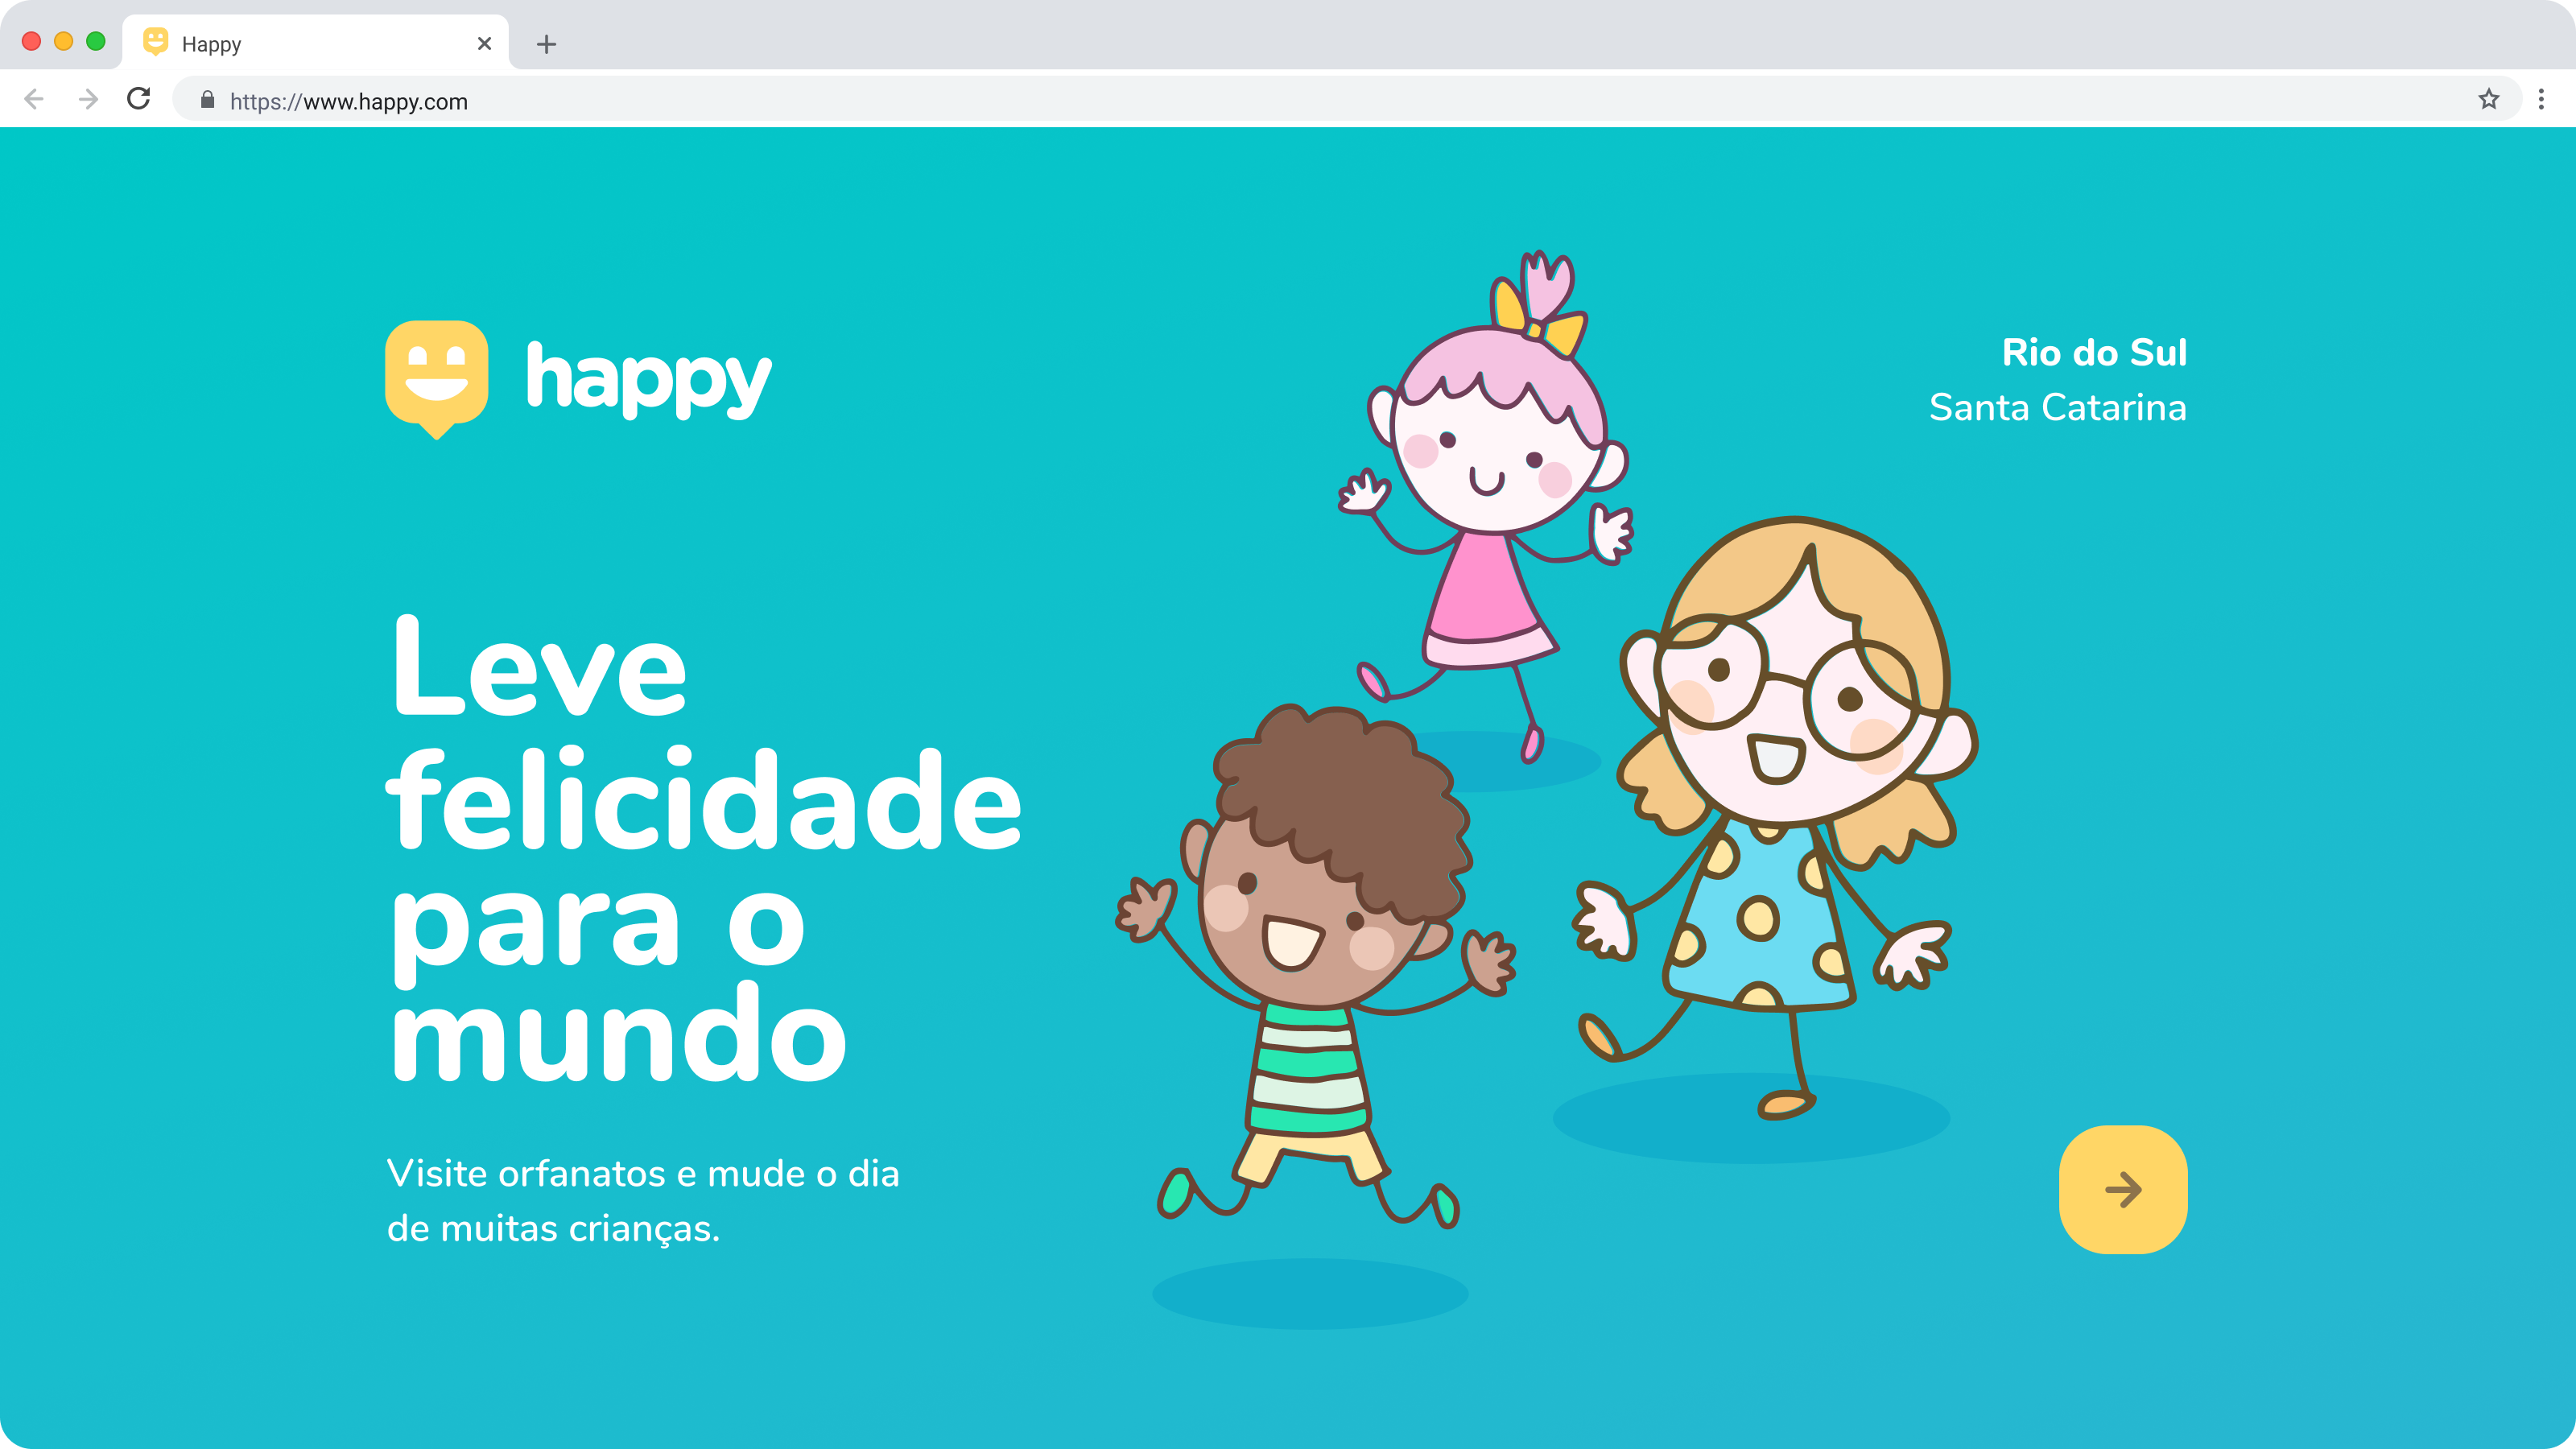 Happy
https://www.happy.com
happy
Rio do Sul
Santa Catarina
Leve
felicidade
para o
mundo
Visite orfanatos e mude o dia
de muitas crianças.